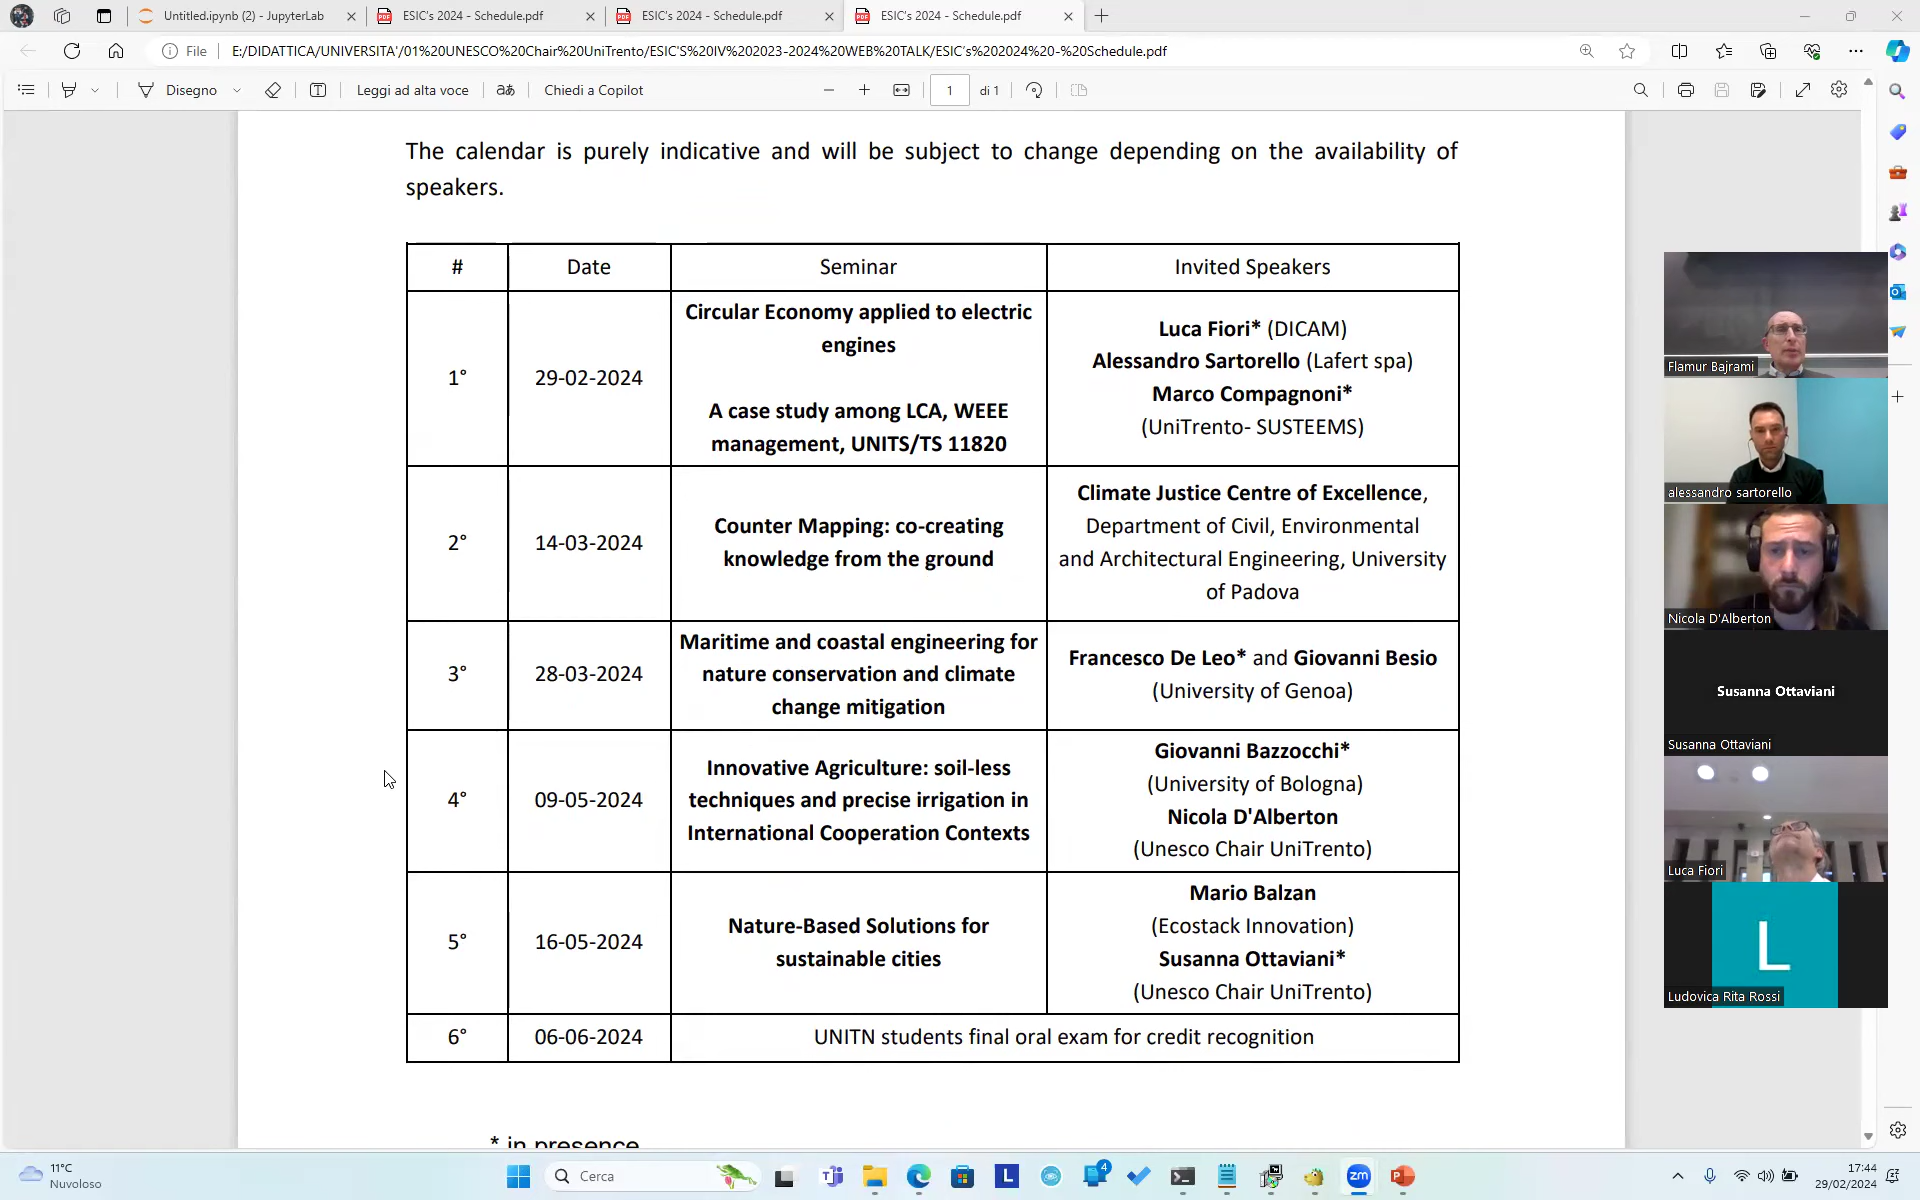 Untitled.ipynb (2) - JupyterLab
ESIC's 2024 - Schedule.pdf
ESIC's 2024 - Schedule.pdf
ESIC's 2024 - Schedule.pdf
File
E:/DIDATTICA/UNIVERSITA'/01%20UNESCO%20Chair%20UniTrento/ESIC'S%20IV%202023-2024%20WEB%20TALK/ESIC's%202024%20-%20Schedule.pdf
Disegno
Leggi ad alta voce
aあ
Chiedi a Copilot
1
di 1
The calendar is purely indicative and will be subject to change depending on the availability of
speakers.
# Date Seminar Invited Speakers
1° 29-02-2024
Circular Economy applied to electric
engines
A case study among LCA, WEEE
management, UNITS/TS 11820
Luca Fiori* (DICAM)
Alessandro Sartorello (Lafert spa)
Marco Compagnoni*
(UniTrento- SUSTEEMS)
2° 14-03-2024
Counter Mapping: co-creating
knowledge from the ground
Climate Justice Centre of Excellence,
Department of Civil, Environmental
and Architectural Engineering, University
of Padova
3° 28-03-2024
Maritime and coastal engineering for
nature conservation and climate
change mitigation
Francesco De Leo* and Giovanni Besio
(University of Genoa)
4° 09-05-2024
Innovative Agriculture: soil-less
techniques and precise irrigation in
International Cooperation Contexts
Giovanni Bazzocchi*
(University of Bologna)
Nicola D'Alberton
(Unesco Chair UniTrento)
5° 16-05-2024
Nature-Based Solutions for
sustainable cities
Mario Balzan
(Ecostack Innovation)
Susanna Ottaviani*
(Unesco Chair UniTrento)
6° 06-06-2024 UNITN students final oral exam for credit recognition
* in presence
Flamur Bajrami
alessandro sartorello
Nicola D'Alberton
Susanna Ottaviani
Susanna Ottaviani
Luca Fiori
L
Ludovica Rita Rossi
11°C
Nuvoloso
Cerca
L
4
zm
17:44
29/02/2024